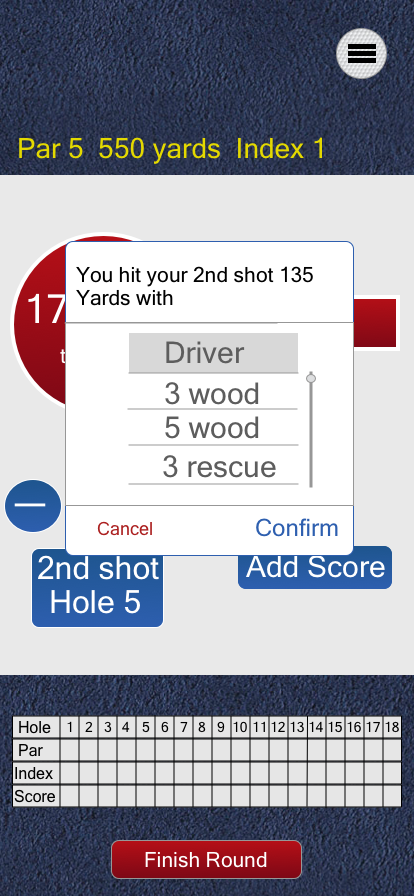 Par 5 550 yards Index 1
You hit your 2nd shot 135
Yards with
17
t
Driver
3 wood
5 wood
3 rescue
Cancel
Confirm
2nd shot
Hole 5
Add Score
Hole 1 2 3 4 5 6 7 8 9 10 11 12 13 14 15 16 17 18
Par
Index
Score
Finish Round